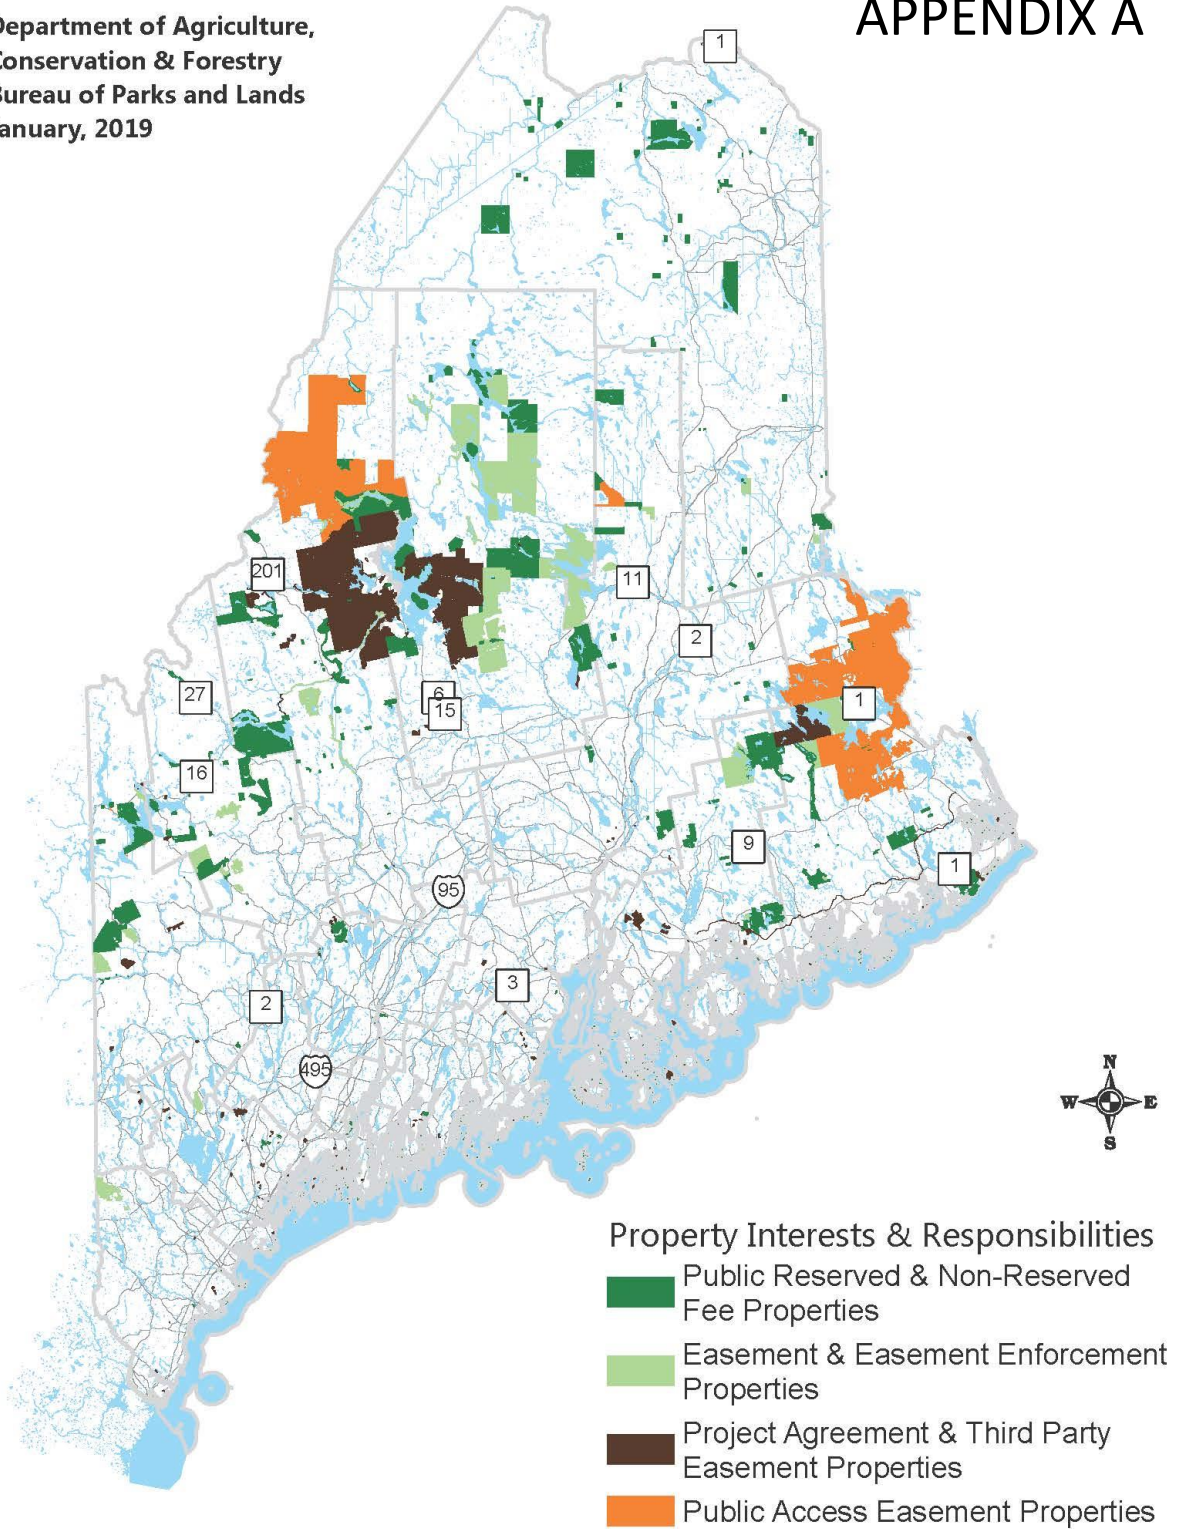 APPENDIX A
Department of Agriculture,
Conservation & Forestry
Bureau of Parks and Lands
January, 2019
1
201
11
2
27
6
15
1
16
9
1
95
3
2
495
N
W E
S
Property Interests & Responsibilities
Public Reserved & Non-Reserved
Fee Properties
Easement & Easement Enforcement
Properties
Project Agreement & Third Party
Easement Properties
Public Access Easement Properties